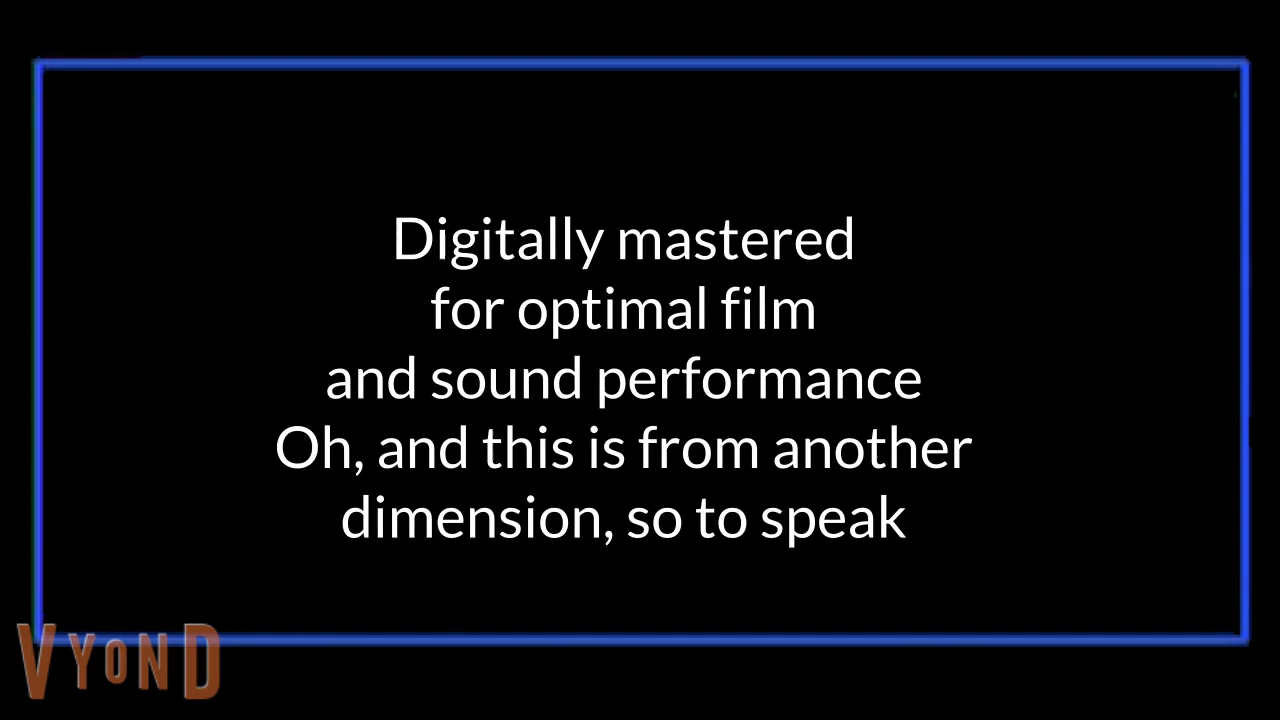 Digitally mastered
for optimal film
and sound performance
Oh, and this is from another
dimension, so to speak
VYOND